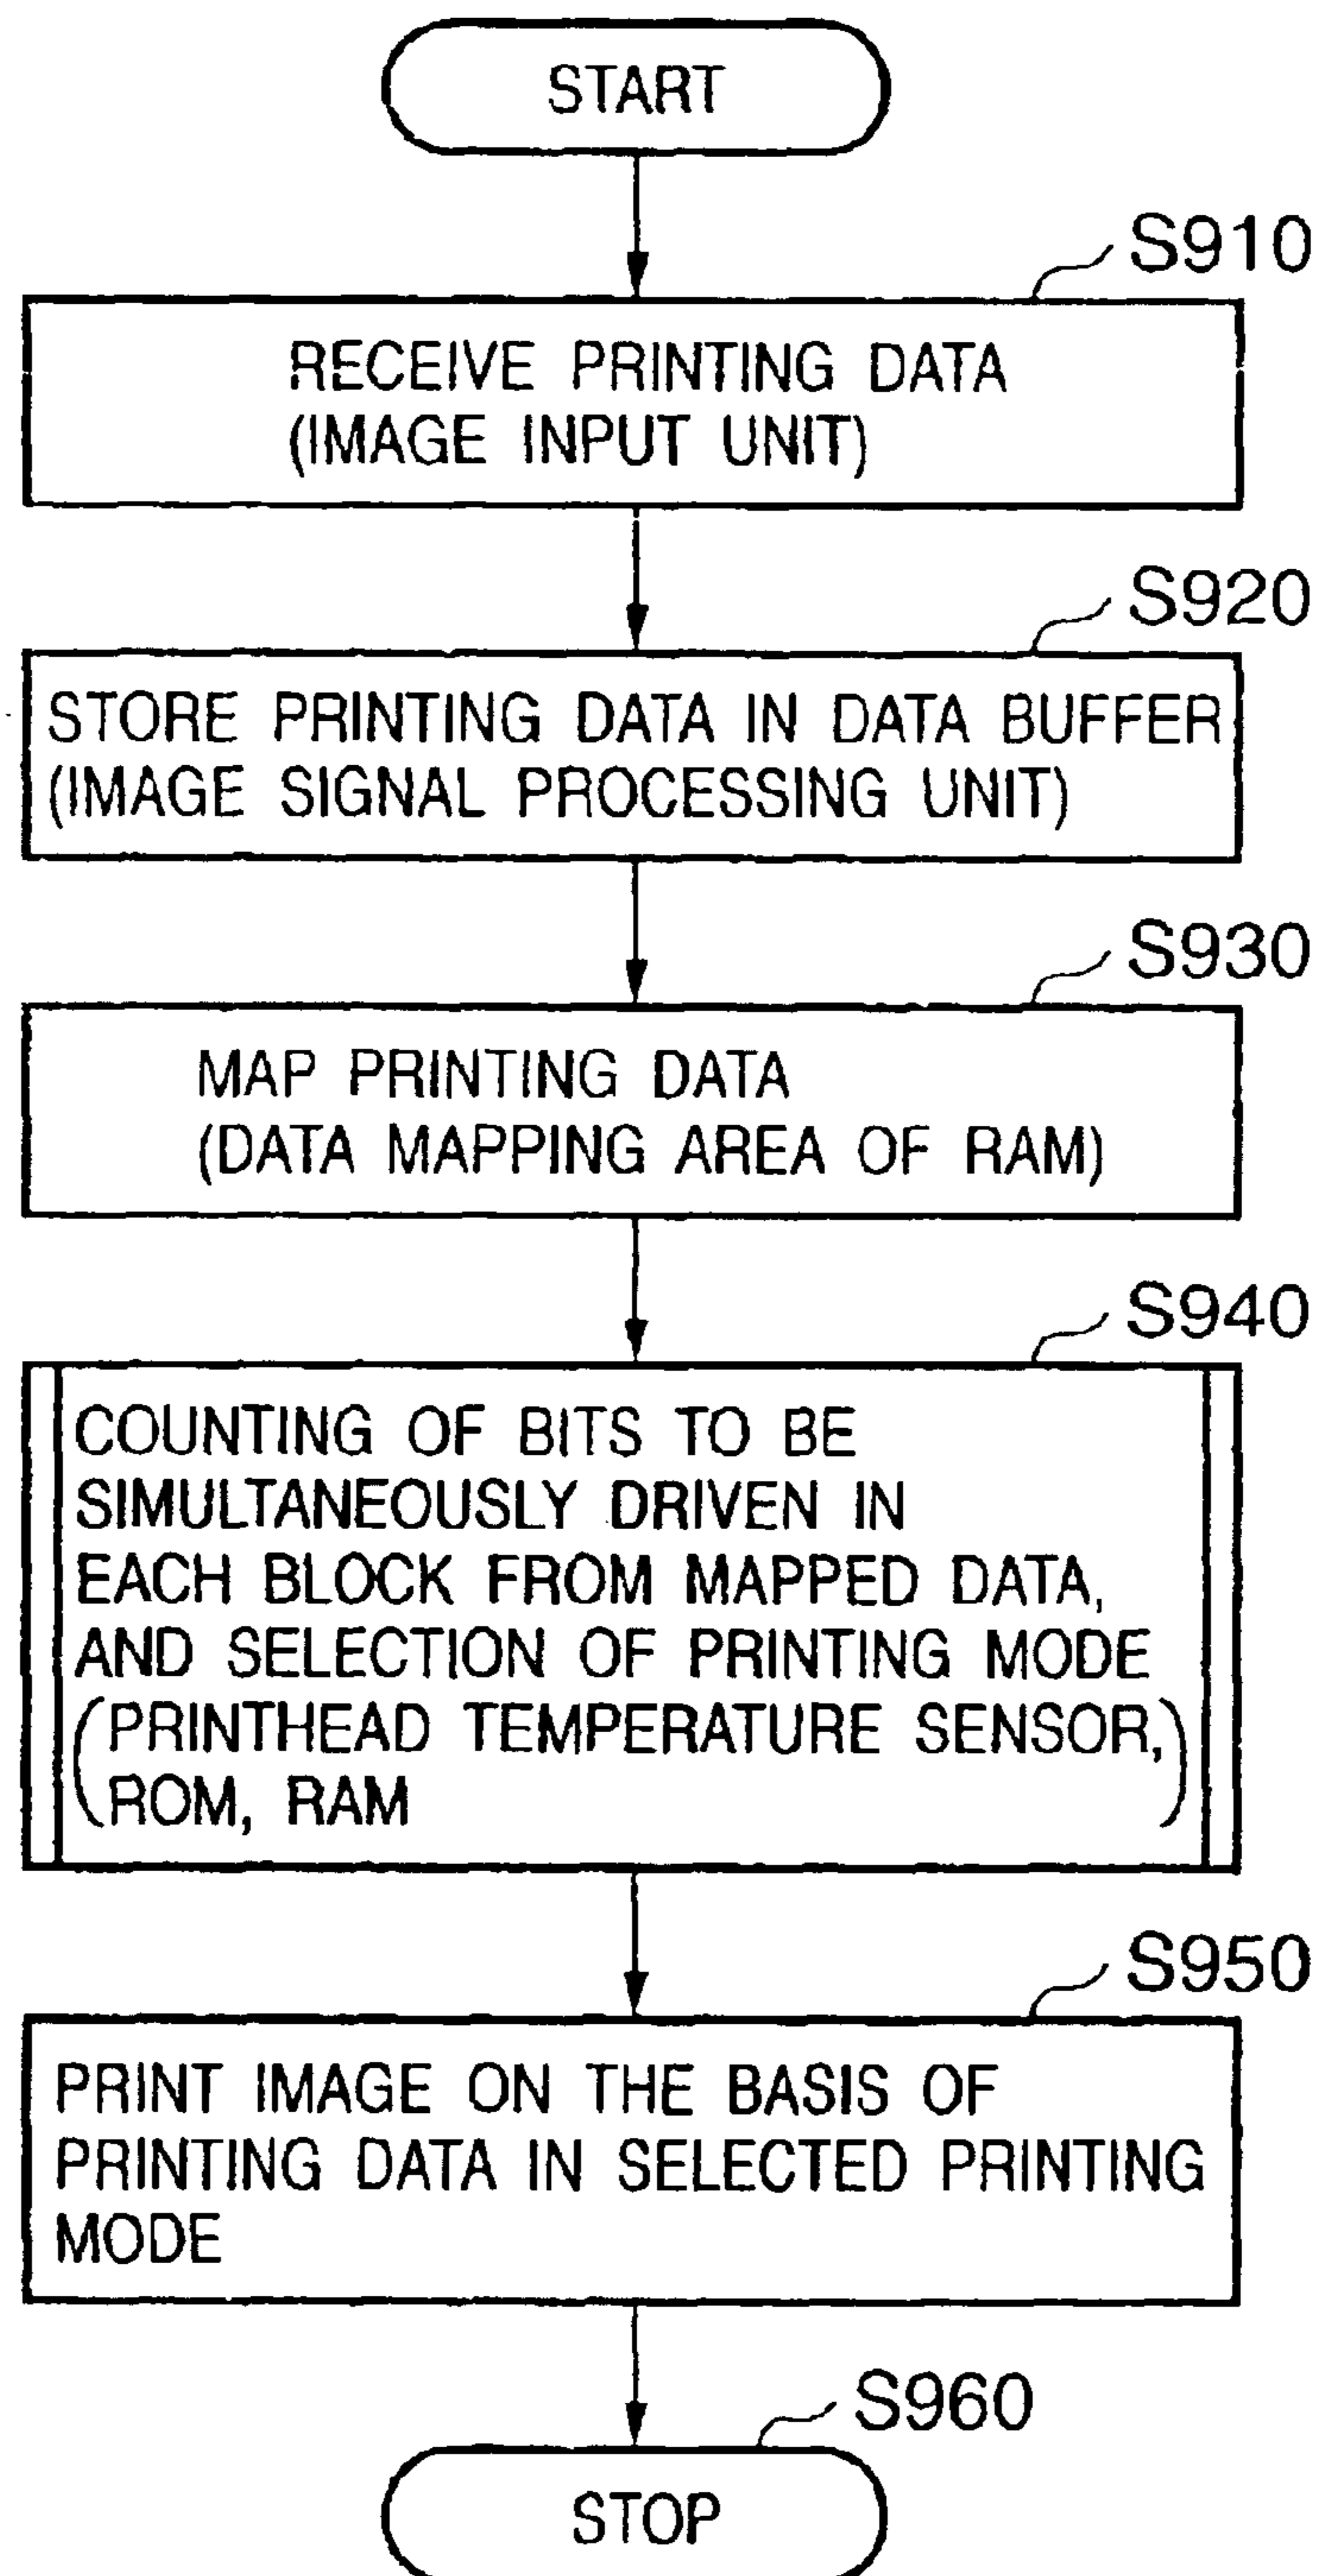 START
S910
RECEIVE PRINTING DATA
(IMAGE INPUT UNIT)
S920
STORE PRINTING DATA IN DATA BUFFER
(IMAGE SIGNAL PROCESSING UNIT)
S930
MAP PRINTING DATA
(DATA MAPPING AREA OF RAM)
S940
COUNTING OF BITS TO BE
SIMULTANEOUSLY DRIVEN IN
EACH BLOCK FROM MAPPED DATA,
AND SELECTION OF PRINTING MODE
(PRINTHEAD TEMPERATURE SENSOR,
ROM, RAM)
S950
PRINT IMAGE ON THE BASIS OF
PRINTING DATA IN SELECTED PRINTING
MODE
S960
STOP